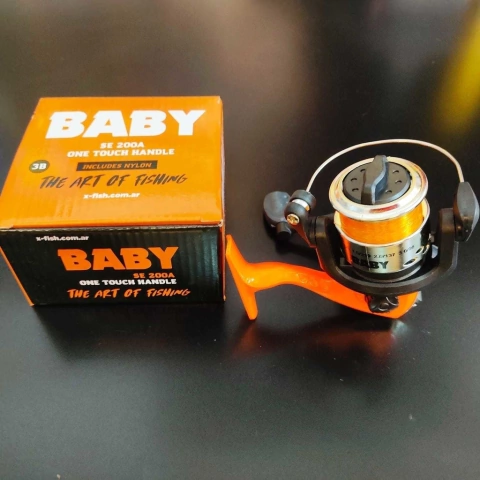 BABY
SE 200A
ONE TOUCH HANDLE
3B
INCLUDES NYLON
THE ART OF FISHING
x-fish.com.ar
x-fish.com.ar
BABY
SE 200A
ONE TOUCH HANDLE
THE ART OF FISHING
BABY